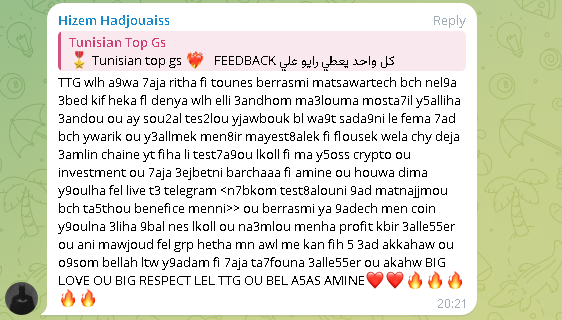 Hizem Hadjouaiss Reply
Tunisian Top Gs
🎖️ Tunisian top gs ❤️‍🔥 FEEDBACK كل واحد يعطي رايو علي
TTG wlh a9wa 7aja ritha fi tounes berrasmi matsawartech bch nel9a
3bed kif heka fl denya wlh elli 3andhom ma3louma mosta7il y5alliha
3andou ou ay sou2al tes2lou yjawbouk bl wa9t sada9ni le fema 7ad
bch ywarik ou y3allmek men8ir mayest8alek fi flousek wela chy deja
3amlin chaine yt fiha li test7a9ou lkoll fi ma y5oss crypto ou
investment ou 7aja 3ejbetni barchaaa fi amine ou houwa dima
y9oulha fel live t3 telegram <n7bkom test8alouni 9ad matnajjmou
bch ta5thou benefice menni>> ou berrasmi ya 9adech men coin
y9oulna 3liha 9bal nes lkoll ou na3mlou menha profit kbir 3alle55er
ou ani mawjoud fel grp hetha mn awl me kan fih 5 3ad akkahaw ou
o9som bellah ltw y9adam fi 7aja ta7founa 3alle55er ou akahw BIG
LOVE OU BIG RESPECT LEL TTG OU BEL A5AS AMINE❤️❤️🔥🔥🔥
🔥🔥
20:21